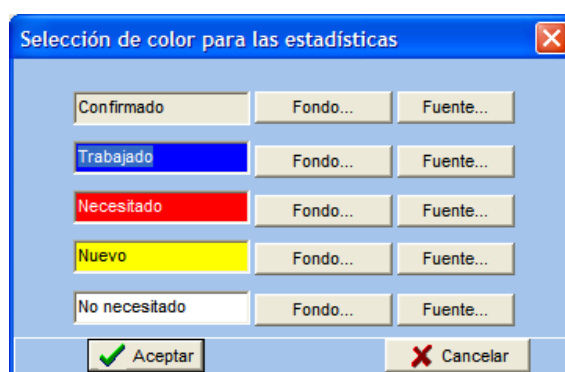 Selección de color para las estadísticas
Confirmado Fondo... Fuente...
Trabajado Fondo... Fuente...
Necesitado Fondo... Fuente...
Nuevo Fondo... Fuente...
No necesitado Fondo... Fuente...
Aceptar Cancelar